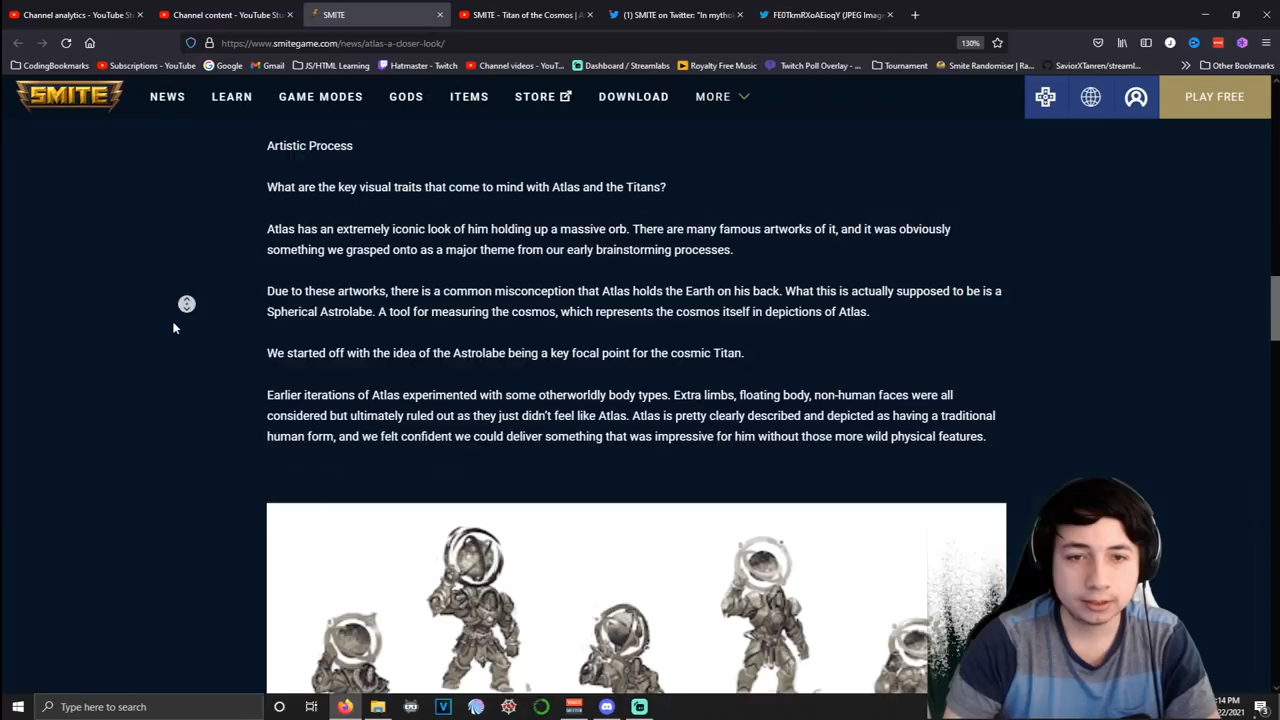 Channel analytics - YouTube St
Channel content - YouTube Stud
SMITE
SMITE - Titan of the Cosmos | A
(1) SMITE on Twitter: "In mytho
FE0TkmRXoAEioqY (JPEG Imag
https://www.smitegame.com/news/atlas-a-closer-look/
130%
CodingBookmarks
Subscriptions - YouTube
Google
Gmail
JS/HTML Learning
Hatmaster - Twitch
Channel videos - YouT...
Dashboard / Streamlabs
Royalty Free Music
Twitch Poll Overlay - ...
Tournament
Smite Randomiser | Ra...
SaviorXTanren/streaml...
Other Bookmarks
SMITE
NEWS
LEARN
GAME MODES
GODS
ITEMS
STORE
DOWNLOAD
MORE
PLAY FREE
Artistic Process
What are the key visual traits that come to mind with Atlas and the Titans?
Atlas has an extremely iconic look of him holding up a massive orb. There are many famous artworks of it, and it was obviously
something we grasped onto as a major theme from our early brainstorming processes.
Due to these artworks, there is a common misconception that Atlas holds the Earth on his back. What this is actually supposed to be is a
Spherical Astrolabe. A tool for measuring the cosmos, which represents the cosmos itself in depictions of Atlas.
We started off with the idea of the Astrolabe being a key focal point for the cosmic Titan.
Earlier iterations of Atlas experimented with some otherworldly body types. Extra limbs, floating body, non-human faces were all
considered but ultimately ruled out as they just didn't feel like Atlas. Atlas is pretty clearly described and depicted as having a traditional
human form, and we felt confident we could deliver something that was impressive for him without those more wild physical features.
Type here to search
:14 PM
/22/2021